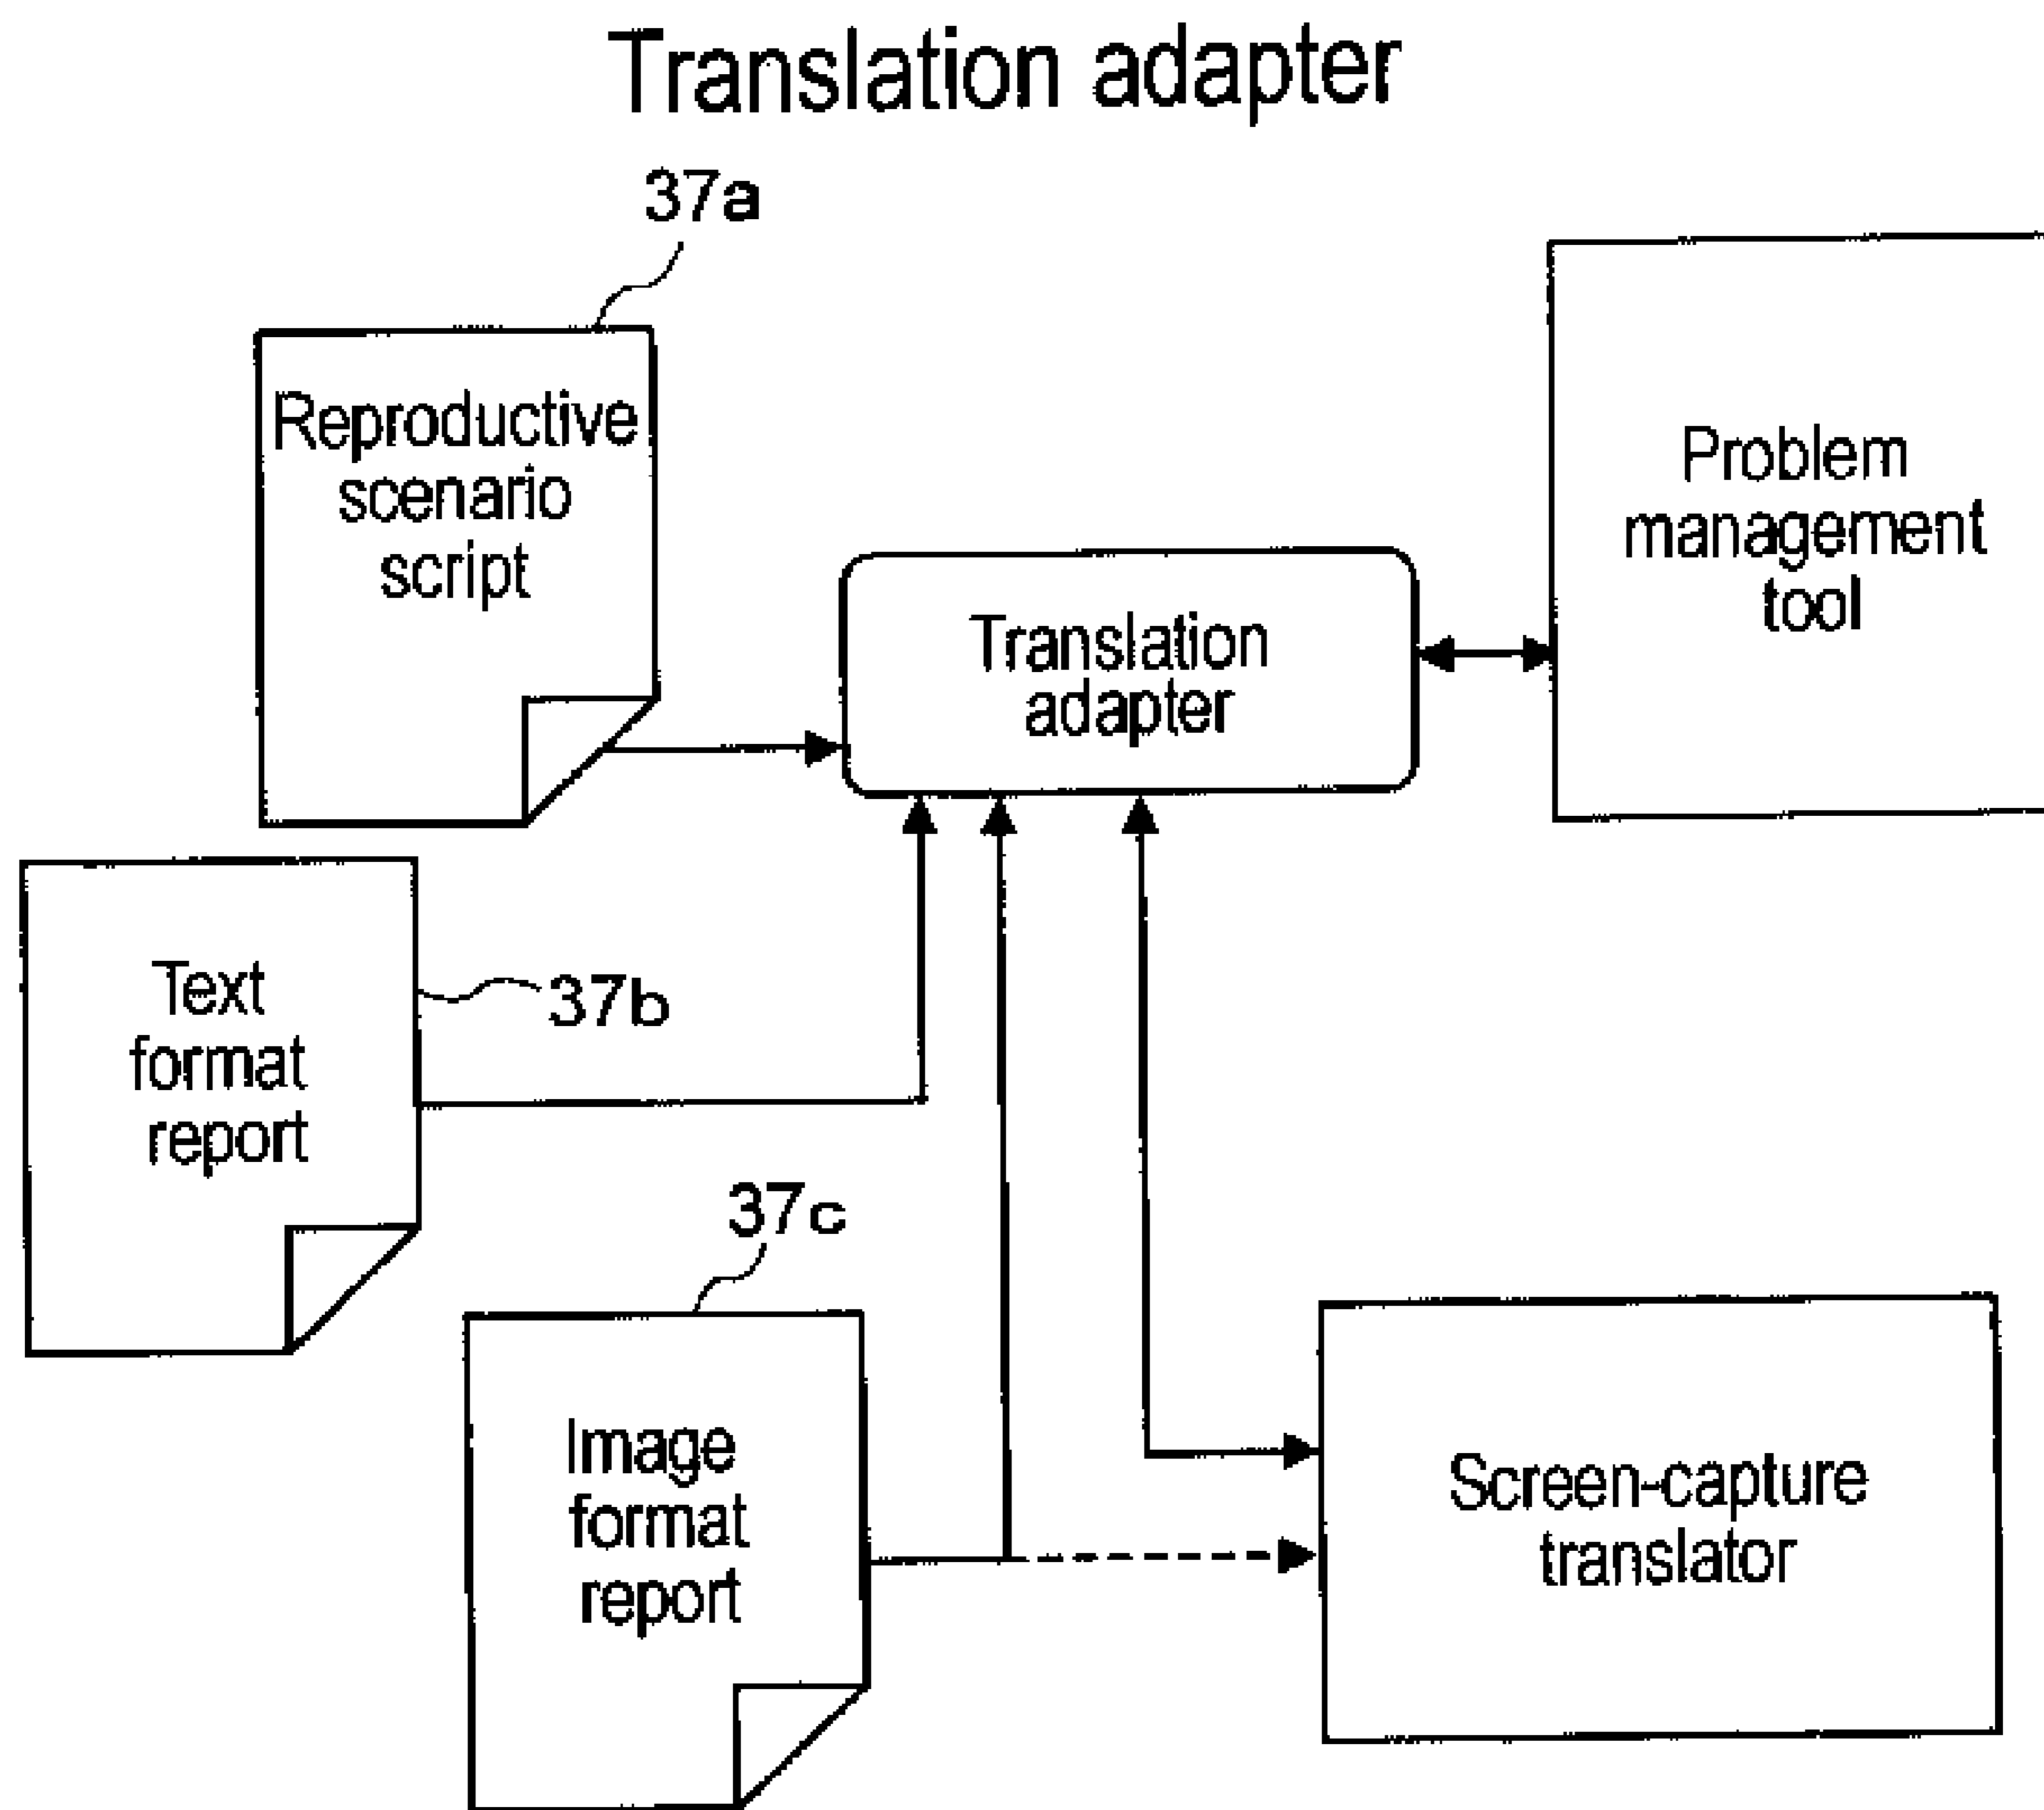 Translation adapter
37a
Reproductive
scenario
script
Problem
management
tool
Translation
adapter
Text
format
report
37b
37c
Image
format
report
Screen-capture
translator